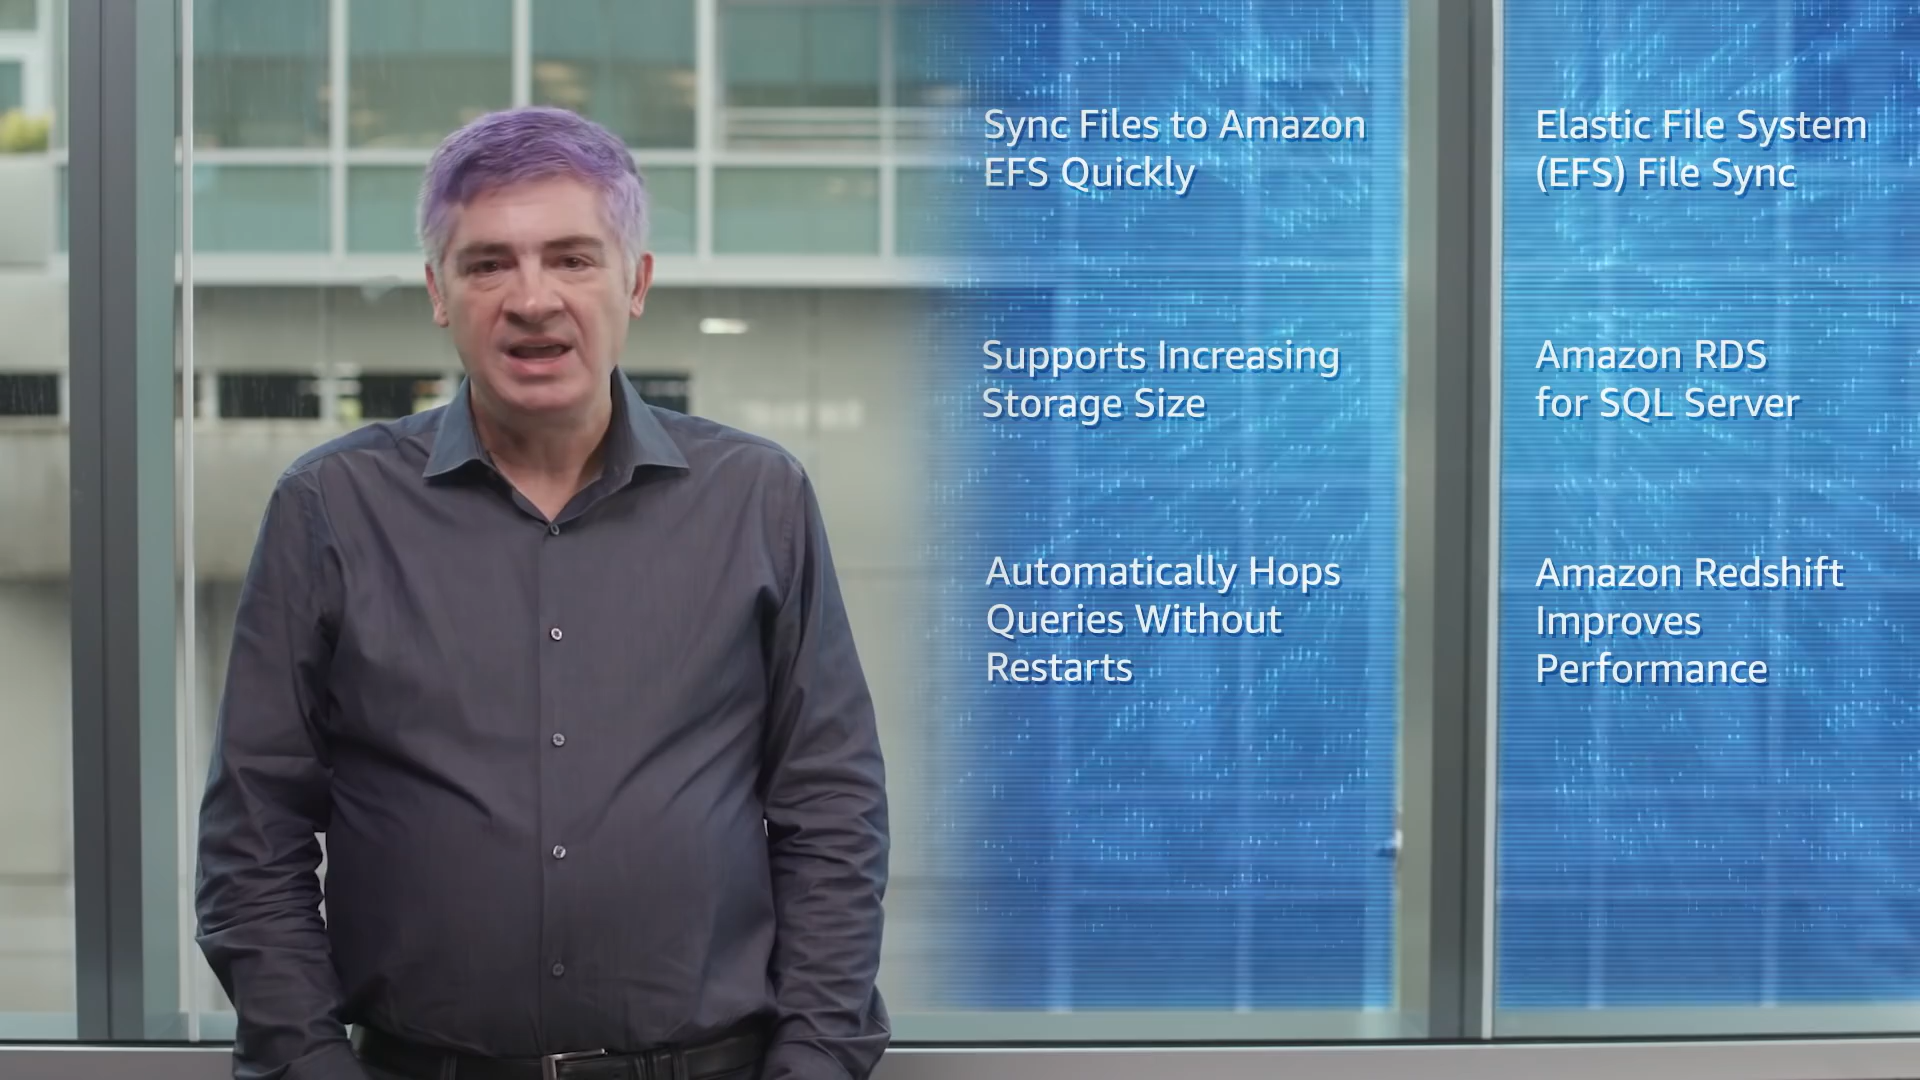 Sync Files to Amazon
EFS Quickly
Elastic File System
(EFS) File Sync
Supports Increasing
Storage Size
Amazon RDS
for SQL Server
Automatically Hops
Queries Without
Restarts
Amazon Redshift
Improves
Performance